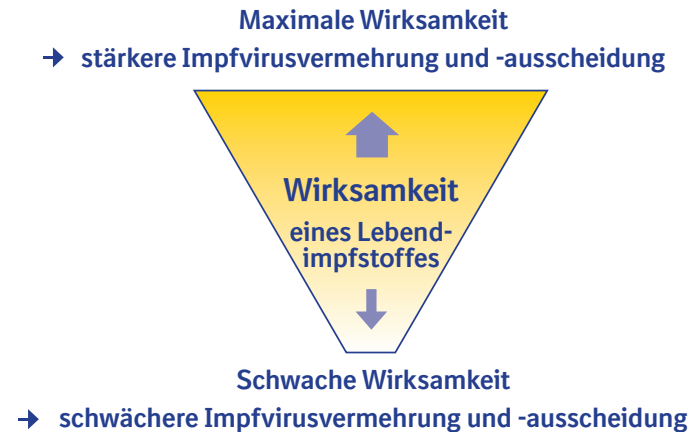 Maximale Wirksamkeit
→ stärkere Impfvirusvermehrung und -ausscheidung
Wirksamkeit
eines Lebend-
impfstoffes
Schwache Wirksamkeit
→ schwächere Impfvirusvermehrung und -ausscheidung